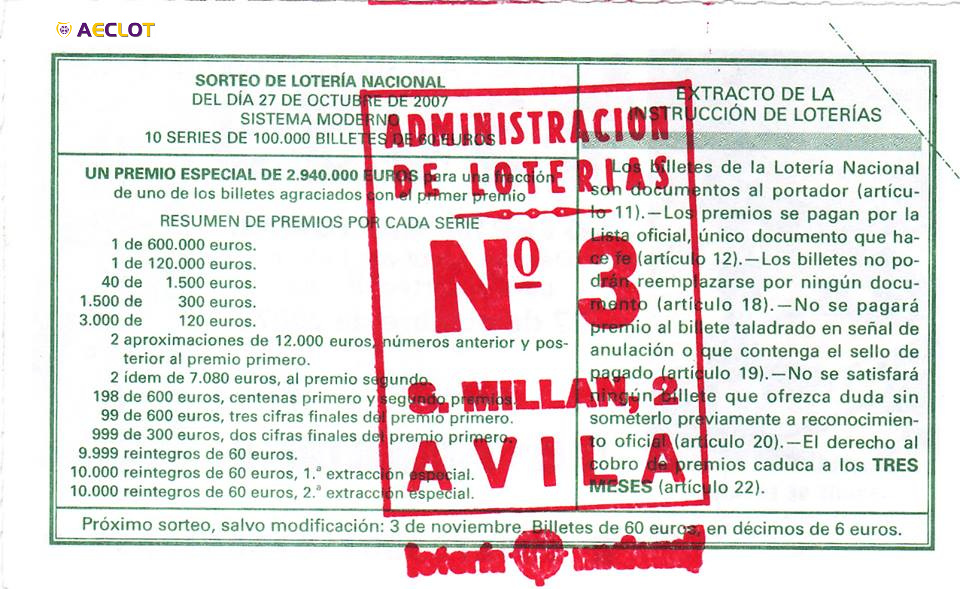 AECLOT
SORTEO DE LOTERÍA NACIONAL
DEL DÍA 27 DE OCTUBRE DE 2007
SISTEMA MODERNO
10 SERIES DE 100.000 BILLETES DE 60 EUROS
UN PREMIO ESPECIAL DE 2.940.000 EUROS para una fracción
de uno de los billetes agraciados con el primer premio
RESUMEN DE PREMIOS POR CADA SERIE
1 de 600.000 euros.
1 de 120.000 euros.
40 de 1.500 euros.
1.500 de 300 euros.
3.000 de 120 euros.
2 aproximaciones de 12.000 euros, números anterior y pos-
terior al premio primero.
2 ídem de 7.080 euros, al premio segundo.
198 de 600 euros, centenas primero y segundo premios.
99 de 600 euros, tres cifras finales del premio primero.
999 de 300 euros, dos cifras finales del premio primero.
9.999 reintegros de 60 euros.
10.000 reintegros de 60 euros, 1.ª extracción especial.
10.000 reintegros de 60 euros, 2.ª extracción especial.
EXTRACTO DE LA
INSTRUCCIÓN DE LOTERÍAS
Los billetes de la Lotería Nacional
son documentos al portador (artícu-
lo 11).—Los premios se pagan por la
Lista oficial, único documento que ha-
ce fe (artículo 12).—Los billetes no po-
drán reemplazarse por ningún docu-
mento (artículo 18).—No se pagará
premio al billete taladrado en señal de
anulación o que contenga el sello de
pagado (artículo 19).—No se satisfará
ningún billete que ofrezca duda sin
someterlo previamente a reconocimien-
to oficial (artículo 20).—El derecho al
cobro de premios caduca a los TRES
MESES (artículo 22).
Próximo sorteo, salvo modificación: 3 de noviembre. Billetes de 60 euros, en décimos de 6 euros.
ADMINISTRACION
DE LOTERIAS
Nº 3
S. MILLAN, 2
AVILA
lotería nacional